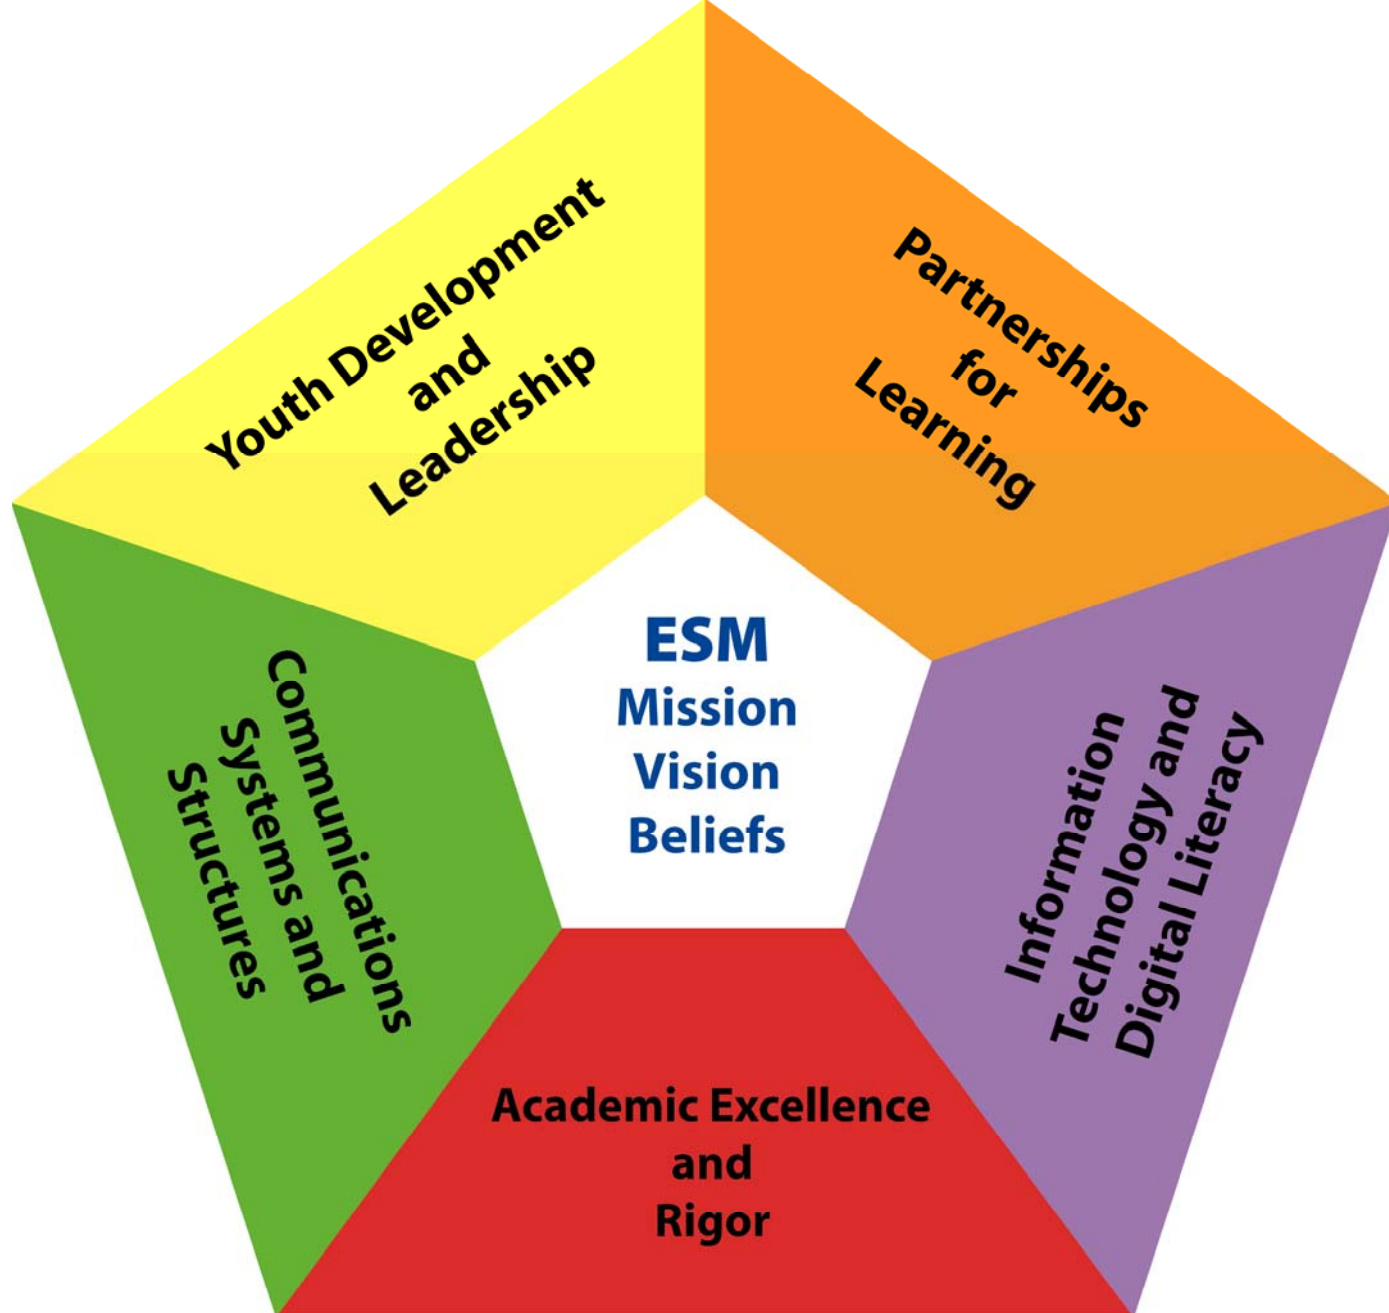 Youth Development
and
Leadership
Partnerships
for
Learning
ESM
Mission
Vision
Beliefs
Communications
Systems and
Structures
Information
Technology and
Digital Literacy
Academic Excellence
and
Rigor